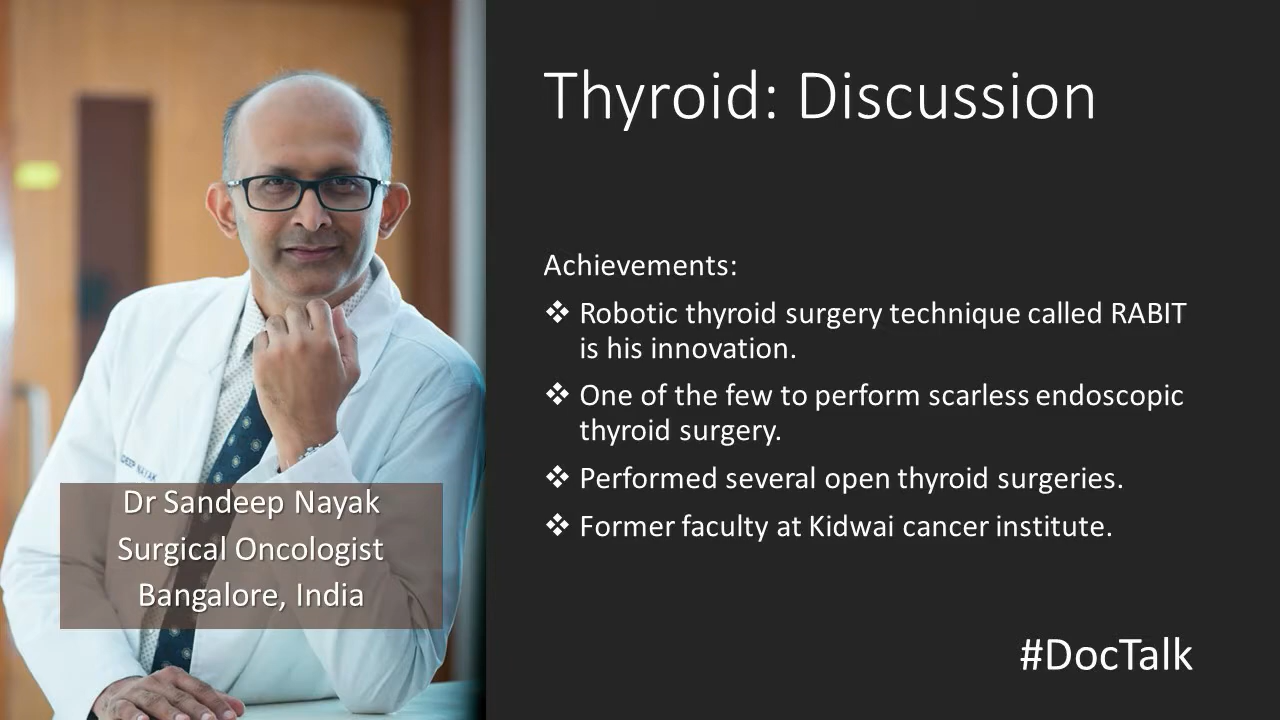 Thyroid: Discussion
Achievements:
❖ Robotic thyroid surgery technique called RABIT
is his innovation.
❖ One of the few to perform scarless endoscopic
thyroid surgery.
❖ Performed several open thyroid surgeries.
❖ Former faculty at Kidwai cancer institute.
DEEP NAYAK
Dr Sandeep Nayak
Surgical Oncologist
Bangalore, India
#DocTalk